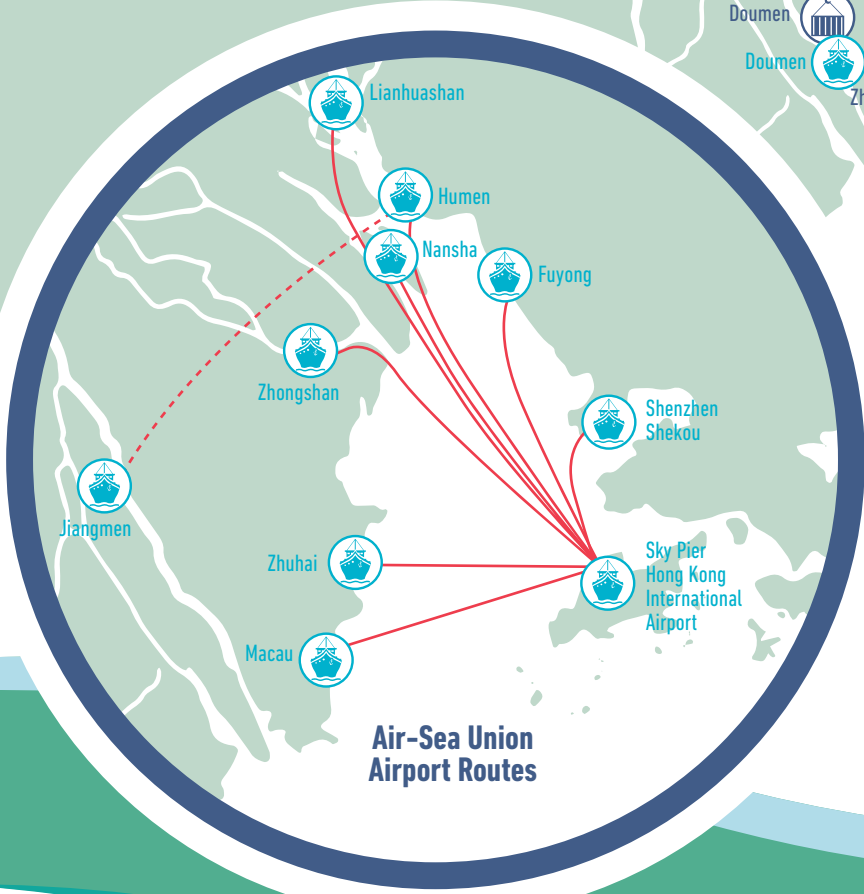 Doumen
Doumen
Lianhuashan
Humen
Nansha
Fuyong
Zhongshan
Shenzhen
Shekou
Jiangmen
Zhuhai
Sky Pier
Hong Kong
International
Airport
Macau
Air-Sea Union
Airport Routes